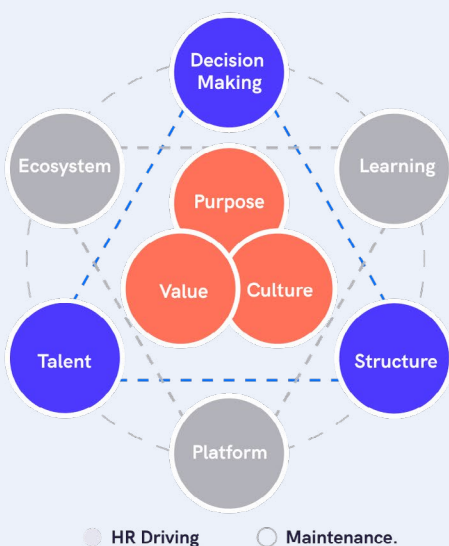 Decision
Making
Ecosystem
Learning
Purpose
Value
Culture
Talent
Structure
Platform
HR Driving
Maintenance.